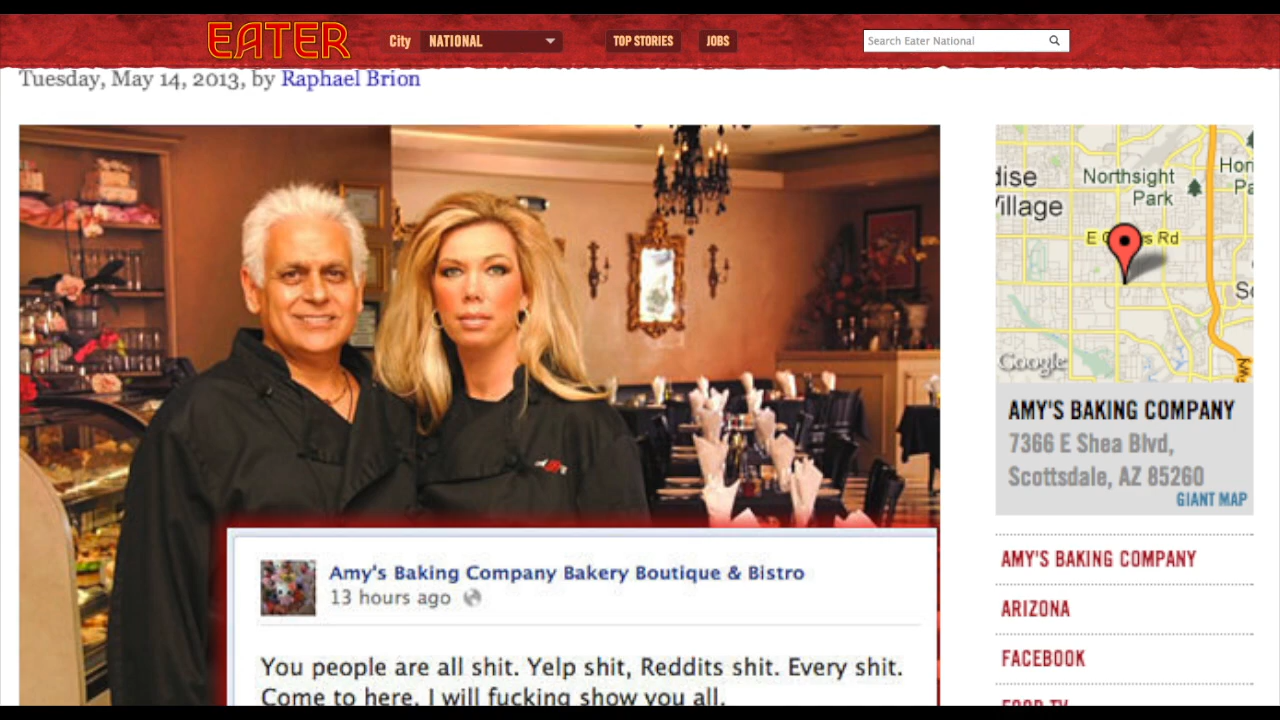 EATER
City
NATIONAL
TOP STORIES
JOBS
Search Eater National
Tuesday, May 14, 2013, by Raphael Brion
Amy's Baking Company Bakery Boutique & Bistro
13 hours ago
You people are all shit. Yelp shit, Reddits shit. Every shit.
Come to here, I will fucking show you all.
Northsight
Park
Village
Rd
Google
AMY'S BAKING COMPANY
7366 E Shea Blvd,
Scottsdale, AZ 85260
GIANT MAP
AMY'S BAKING COMPANY
ARIZONA
FACEBOOK
FOOD TV